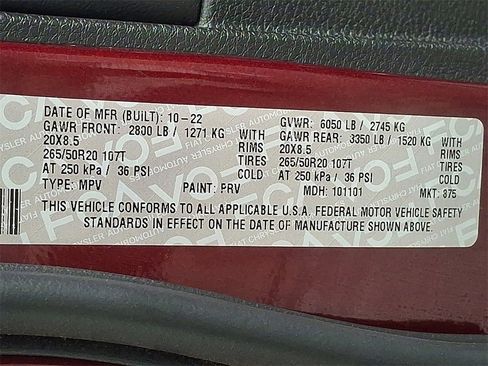 DATE OF MFR (BUILT): 10-22 GVWR: 6050 LB / 2745 KG
GAWR FRONT: 2800 LB / 1271 KG WITH GAWR REAR: 3350 LB / 1520 KG WITH
20X8.5 RIMS 20X8.5 RIMS
265/50R20 107T TIRES 265/50R20 107T TIRES
AT 250 kPa / 36 PSI COLD AT 250 kPa / 36 PSI COLD
TYPE: MPV PAINT: PRV MDH: 101101 MKT: 875
THIS VEHICLE CONFORMS TO ALL APPLICABLE U.S.A. FEDERAL MOTOR VEHICLE SAFETY
STANDARDS IN EFFECT ON THE DATE OF MANUFACTURE SHOWN ABOVE.